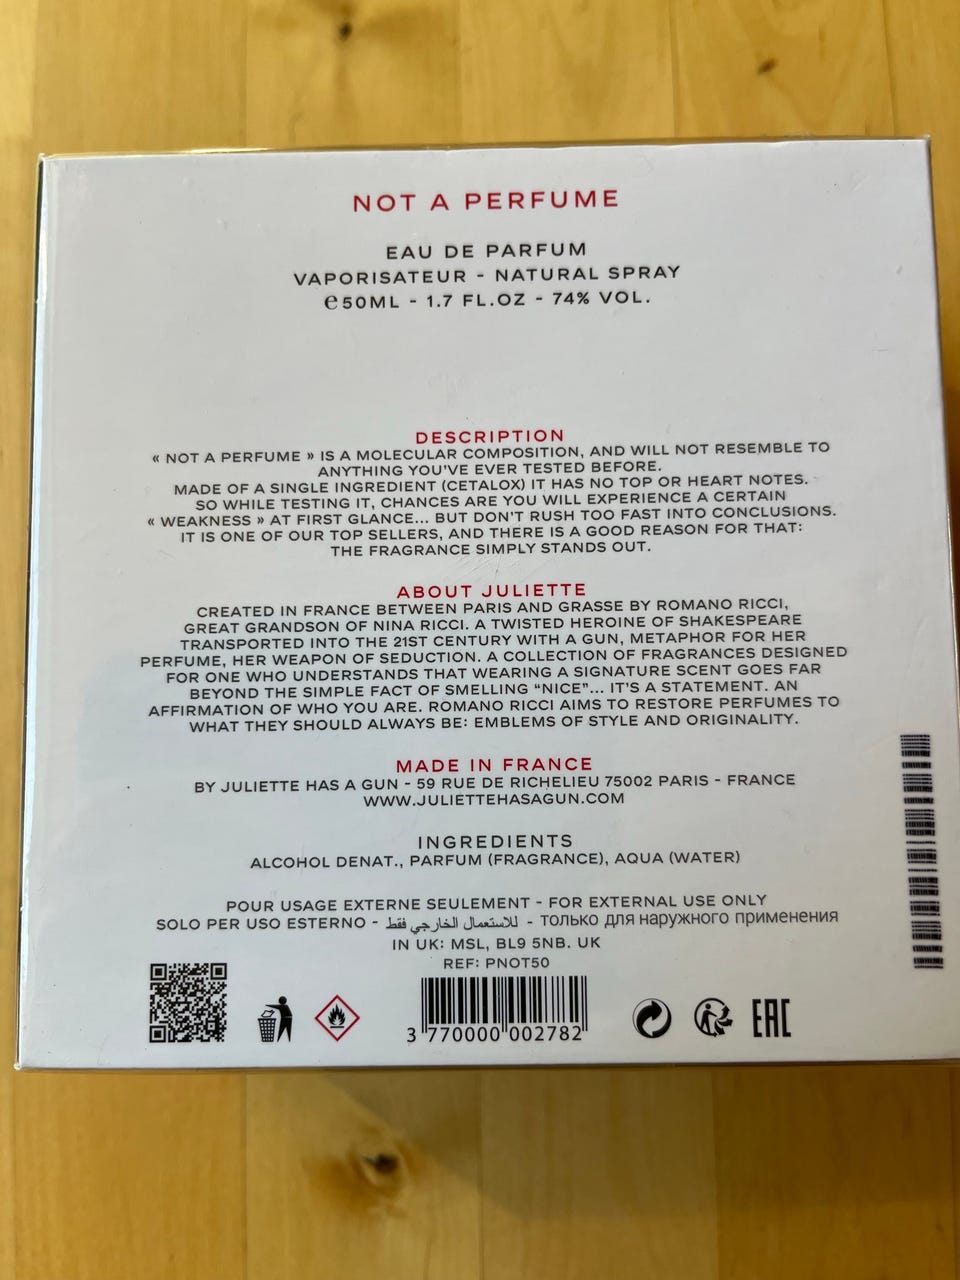 NOT A PERFUME
EAU DE PARFUM
VAPORISATEUR - NATURAL SPRAY
℮50ML - 1.7 FL.OZ - 74% VOL.
DESCRIPTION
« NOT A PERFUME » IS A MOLECULAR COMPOSITION, AND WILL NOT RESEMBLE TO
ANYTHING YOU'VE EVER TESTED BEFORE.
MADE OF A SINGLE INGREDIENT (CETALOX) IT HAS NO TOP OR HEART NOTES.
SO WHILE TESTING IT, CHANCES ARE YOU WILL EXPERIENCE A CERTAIN
« WEAKNESS » AT FIRST GLANCE... BUT DON'T RUSH TOO FAST INTO CONCLUSIONS.
IT IS ONE OF OUR TOP SELLERS, AND THERE IS A GOOD REASON FOR THAT:
THE FRAGRANCE SIMPLY STANDS OUT.
ABOUT JULIETTE
CREATED IN FRANCE BETWEEN PARIS AND GRASSE BY ROMANO RICCI,
GREAT GRANDSON OF NINA RICCI. A TWISTED HEROINE OF SHAKESPEARE
TRANSPORTED INTO THE 21ST CENTURY WITH A GUN, METAPHOR FOR HER
PERFUME, HER WEAPON OF SEDUCTION. A COLLECTION OF FRAGRANCES DESIGNED
FOR ONE WHO UNDERSTANDS THAT WEARING A SIGNATURE SCENT GOES FAR
BEYOND THE SIMPLE FACT OF SMELLING “NICE”... IT'S A STATEMENT. AN
AFFIRMATION OF WHO YOU ARE. ROMANO RICCI AIMS TO RESTORE PERFUMES TO
WHAT THEY SHOULD ALWAYS BE: EMBLEMS OF STYLE AND ORIGINALITY.
MADE IN FRANCE
BY JULIETTE HAS A GUN - 59 RUE DE RICHELIEU 75002 PARIS - FRANCE
WWW.JULIETTEHASAGUN.COM
INGREDIENTS
ALCOHOL DENAT., PARFUM (FRAGRANCE), AQUA (WATER)
POUR USAGE EXTERNE SEULEMENT - FOR EXTERNAL USE ONLY
SOLO PER USO ESTERNO - للاستعمال الخارجي فقط - только для наружного применения
IN UK: MSL, BL9 5NB. UK
REF: PNOT50
3 770000 002782
EAC